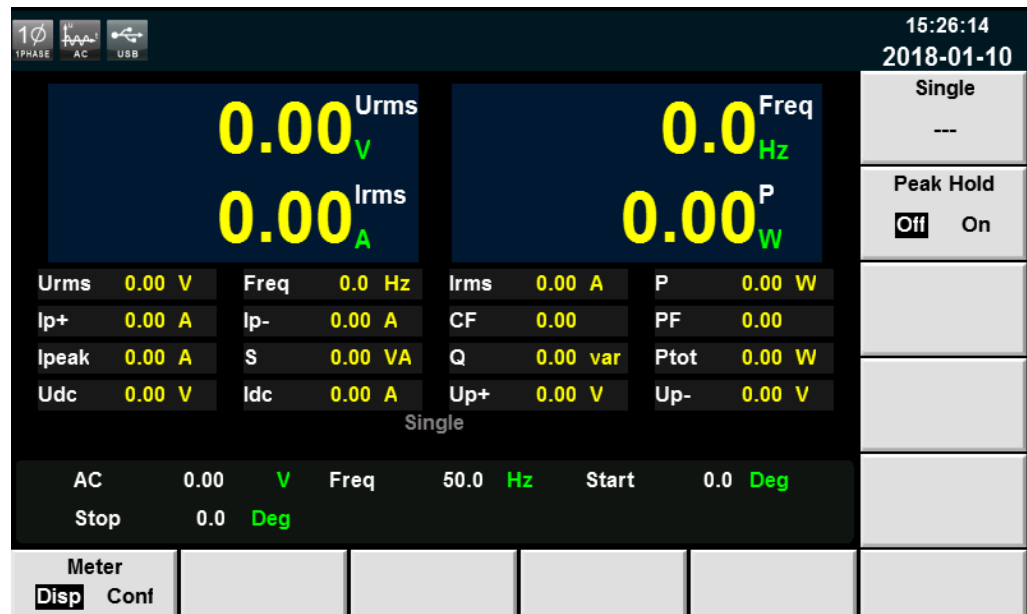 1Ø u AC USB 15:26:14
1PHASE AC USB 2018-01-10
Single
---
Urms
0.00 V
Freq
0.0 Hz
Irms
0.00 A
P
0.00 W
Peak Hold
Off On
Urms 0.00 V Freq 0.0 Hz Irms 0.00 A P 0.00 W
Ip+ 0.00 A Ip- 0.00 A CF 0.00 PF 0.00
Ipeak 0.00 A S 0.00 VA Q 0.00 var Ptot 0.00 W
Udc 0.00 V Idc 0.00 A Up+ 0.00 V Up- 0.00 V
Single
AC 0.00 V Freq 50.0 Hz Start 0.0 Deg
Stop 0.0 Deg
Meter
Disp Conf